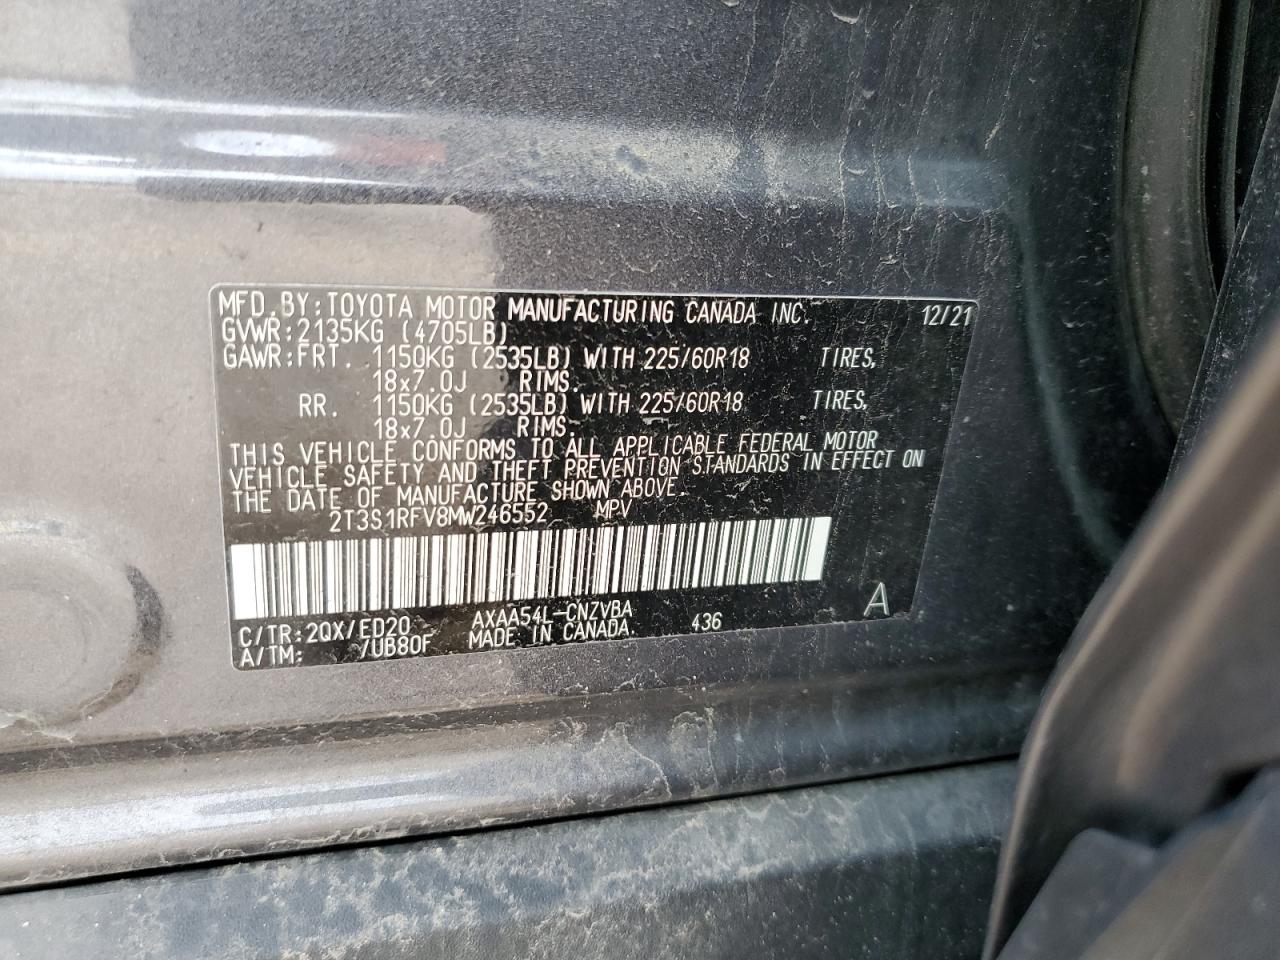 MFD.BY:TOYOTA MOTOR MANUFACTURING CANADA INC. 12/21
GVWR:2135KG (4705LB)
GAWR:FRT. 1150KG (2535LB) WITH 225/60R18 TIRES,
18x7.0J RIMS.
RR. 1150KG (2535LB) WITH 225/60R18 TIRES,
18x7.0J RIMS.
THIS VEHICLE CONFORMS TO ALL APPLICABLE FEDERAL MOTOR
VEHICLE SAFETY AND THEFT PREVENTION STANDARDS IN EFFECT ON
THE DATE OF MANUFACTURE SHOWN ABOVE.
2T3S1RFV8MW246552 MPV
A
C/TR:2QX/ED20 AXAA54L-CNZVBA 436
A/TM: /UB80F MADE IN CANADA.